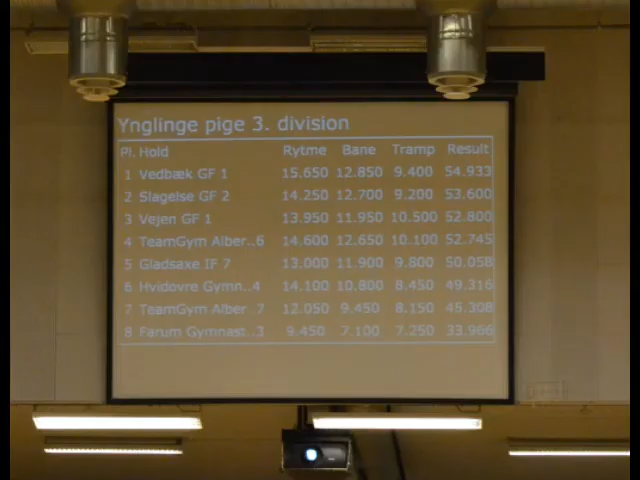 Ynglinge pige 3. division
Pl. Hold Rytme Bane Tramp Result
1 Vedbæk GF 1 15.650 12.850 9.400 54.933
2 Slagelse GF 2 14.250 12.700 9.200 53.600
3 Vejen GF 1 13.950 11.950 10.500 52.800
4 TeamGym Alber..6 14.600 12.650 10.100 52.745
5 Gladsaxe IF 7 13.000 11.900 9.800 50.058
6 Hvidovre Gymn..4 14.100 10.800 8.450 49.316
7 TeamGym Alber..7 12.050 9.450 8.150 45.308
8 Farum Gymnast..3 9.450 7.100 7.250 33.966